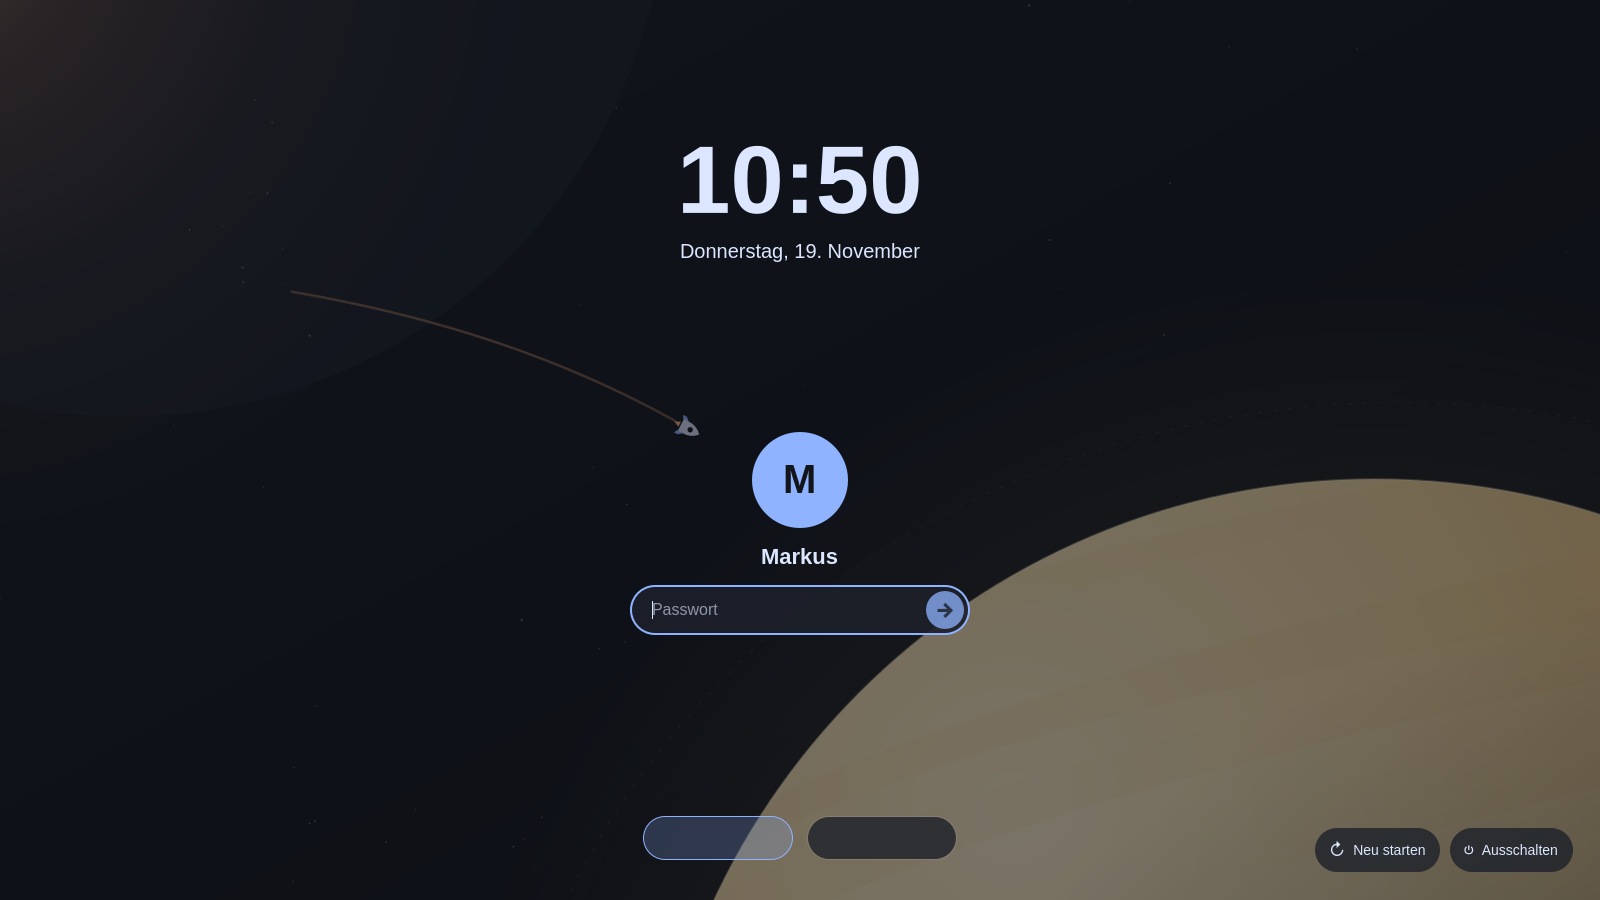 10:50
Donnerstag, 19. November
M
Markus
Passwort
Neu starten
Ausschalten